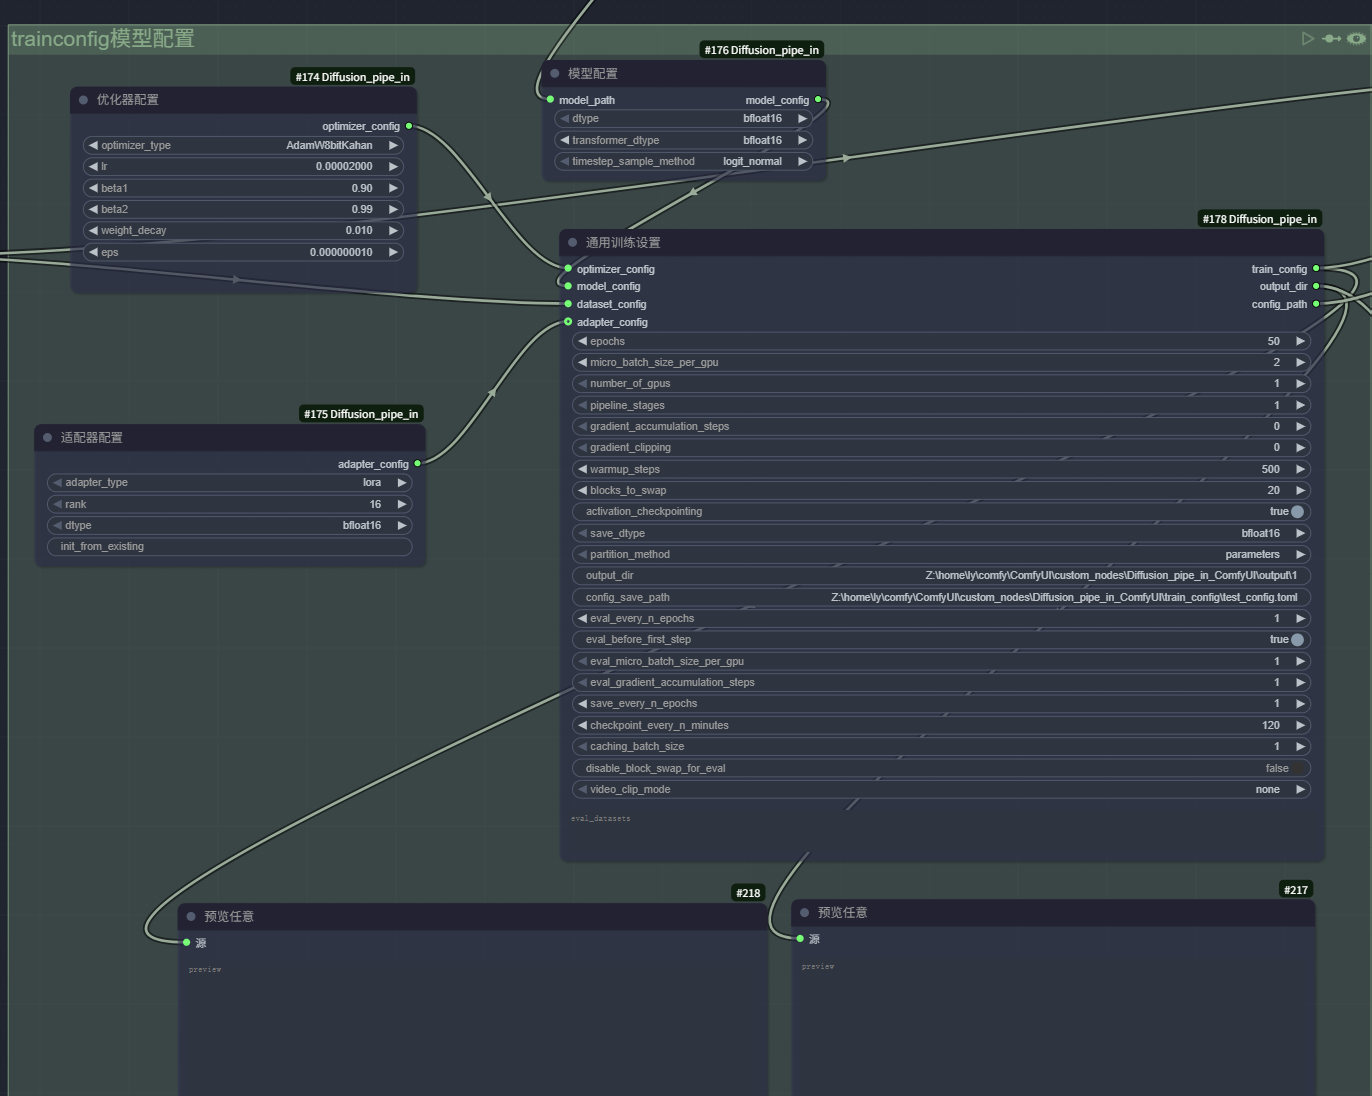 trainconfig模型配置
#174 Diffusion_pipe_in
优化器配置
optimizer_config
optimizer_type AdamW8bitKahan
lr 0.00002000
beta1 0.90
beta2 0.99
weight_decay 0.010
eps 0.000000010
#176 Diffusion_pipe_in
模型配置
model_path model_config
dtype bfloat16
transformer_dtype bfloat16
timestep_sample_method logit_normal
#175 Diffusion_pipe_in
适配器配置
adapter_config
adapter_type lora
rank 16
dtype bfloat16
init_from_existing
#178 Diffusion_pipe_in
通用训练设置
optimizer_config train_config
model_config output_dir
dataset_config config_path
adapter_config
epochs 50
micro_batch_size_per_gpu 2
number_of_gpus 1
pipeline_stages 1
gradient_accumulation_steps 0
gradient_clipping 0
warmup_steps 500
blocks_to_swap 20
activation_checkpointing true
save_dtype bfloat16
partition_method parameters
output_dir Z:\home\ly\comfy\ComfyUI\custom_nodes\Diffusion_pipe_in_ComfyUI\output\1
config_save_path Z:\home\ly\comfy\ComfyUI\custom_nodes\Diffusion_pipe_in_ComfyUI\train_config\test_config.toml
eval_every_n_epochs 1
eval_before_first_step true
eval_micro_batch_size_per_gpu 1
eval_gradient_accumulation_steps 1
save_every_n_epochs 1
checkpoint_every_n_minutes 120
caching_batch_size 1
disable_block_swap_for_eval false
video_clip_mode none
eval_datasets
#218
预览任意
源
preview
#217
预览任意
源
preview